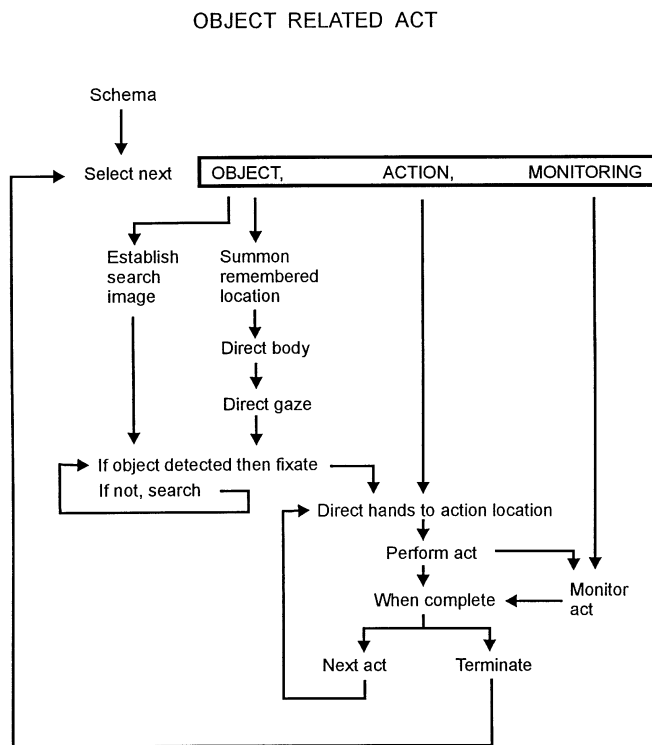 OBJECT RELATED ACT
Schema
Select next
OBJECT, ACTION, MONITORING
Establish
search
image
Summon
remembered
location
Direct body
Direct gaze
If object detected then fixate
If not, search
Direct hands to action location
Perform act
Monitor
act
When complete
Next act
Terminate